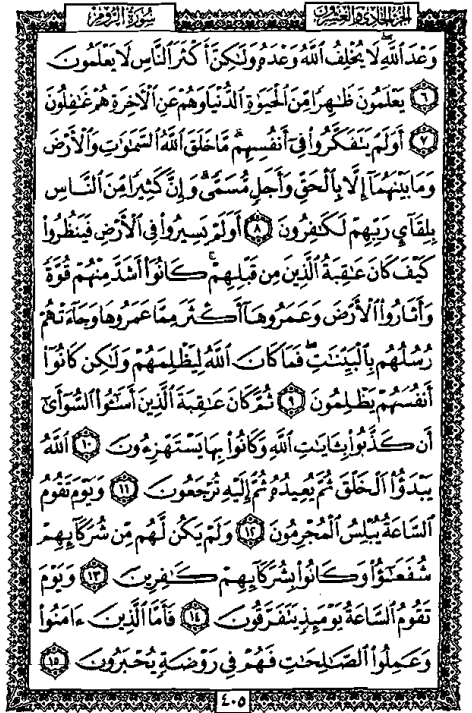 سورة الروم
الجزء الحادي والعشرون
وَعْدَ ٱللَّهِ لَا يُخْلِفُ ٱللَّهُ وَعْدَهُۥ وَلَٰكِنَّ أَكْثَرَ ٱلنَّاسِ لَا يَعْلَمُونَ
٦ يَعْلَمُونَ ظَٰهِرًا مِّنَ ٱلْحَيَوٰةِ ٱلدُّنْيَا وَهُمْ عَنِ ٱلْءَاخِرَةِ هُمْ غَٰفِلُونَ
٧ أَوَلَمْ يَتَفَكَّرُوا۟ فِىٓ أَنفُسِهِم ۗ مَّا خَلَقَ ٱللَّهُ ٱلسَّمَٰوَٰتِ وَٱلْأَرْضَ
وَمَا بَيْنَهُمَآ إِلَّا بِٱلْحَقِّ وَأَجَلٍ مُّسَمًّى ۗ وَإِنَّ كَثِيرًا مِّنَ ٱلنَّاسِ
بِلِقَآئِ رَبِّهِمْ لَكَٰفِرُونَ ٨ أَوَلَمْ يَسِيرُوا۟ فِى ٱلْأَرْضِ فَيَنظُرُوا۟
كَيْفَ كَانَ عَٰقِبَةُ ٱلَّذِينَ مِن قَبْلِهِمْ ۚ كَانُوٓا۟ أَشَدَّ مِنْهُمْ قُوَّةً
وَأَثَارُوا۟ ٱلْأَرْضَ وَعَمَرُوهَآ أَكْثَرَ مِمَّا عَمَرُوهَا وَجَآءَتْهُمْ
رُسُلُهُم بِٱلْبَيِّنَٰتِ ۖ فَمَا كَانَ ٱللَّهُ لِيَظْلِمَهُمْ وَلَٰكِن كَانُوٓا۟
أَنفُسَهُمْ يَظْلِمُونَ ٩ ثُمَّ كَانَ عَٰقِبَةَ ٱلَّذِينَ أَسَٰٓـُٔوا۟ ٱلسُّوٓأَىٰٓ
أَن كَذَّبُوا۟ بِـَٔايَٰتِ ٱللَّهِ وَكَانُوا۟ بِهَا يَسْتَهْزِءُونَ ١٠ ٱللَّهُ
يَبْدَؤُا۟ ٱلْخَلْقَ ثُمَّ يُعِيدُهُۥ ثُمَّ إِلَيْهِ تُرْجَعُونَ ١١ وَيَوْمَ تَقُومُ
ٱلسَّاعَةُ يُبْلِسُ ٱلْمُجْرِمُونَ ١٢ وَلَمْ يَكُن لَّهُم مِّن شُرَكَآئِهِمْ
شُفَعَٰٓؤُا۟ وَكَانُوا۟ بِشُرَكَآئِهِمْ كَٰفِرِينَ ١٣ وَيَوْمَ
تَقُومُ ٱلسَّاعَةُ يَوْمَئِذٍ يَتَفَرَّقُونَ ١٤ فَأَمَّا ٱلَّذِينَ ءَامَنُوا۟
وَعَمِلُوا۟ ٱلصَّٰلِحَٰتِ فَهُمْ فِى رَوْضَةٍ يُحْبَرُونَ ١٥
٤٠٥